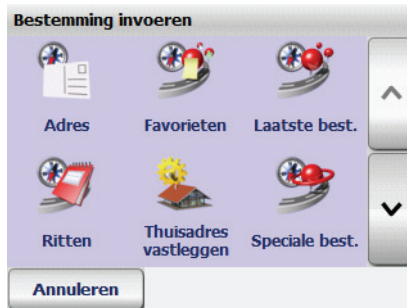 Bestemming invoeren
Adres
Favorieten
Laatste best.
Ritten
Thuisadres
vastleggen
Speciale best.
Annuleren